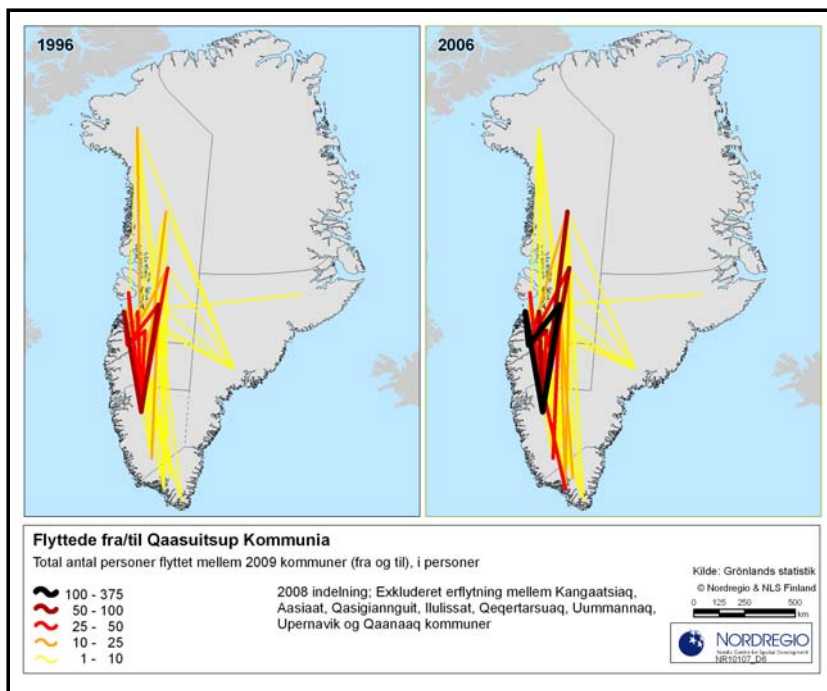 1996
2006
Flyttede fra/til Qaasuitsup Kommunia
Total antal personer flyttet mellem 2009 kommuner (fra og til), i personer
100 - 375
50 - 100
25 - 50
10 - 25
1 - 10
2008 indelning; Exkluderet erflytning mellem Kangaatsiaq,
Aasiaat, Qasigiannguit, Ilulissat, Qeqertarsuaq, Uummannaq,
Upernavik og Qaanaaq kommuner
Kilde: Grönlands statistik
© Nordregio & NLS Finland
0 125 250 500
km
NORDREGIO
Nordic Centre for Spatial Development
NR10107_D6